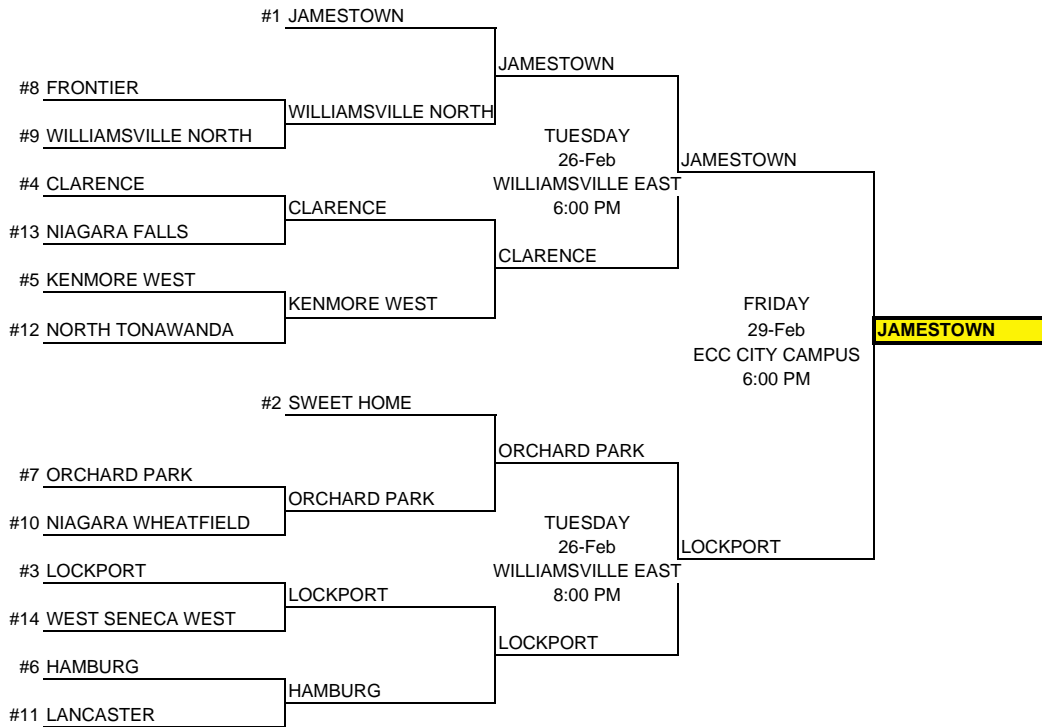 #1 JAMESTOWN
JAMESTOWN
#8 FRONTIER
WILLIAMSVILLE NORTH
#9 WILLIAMSVILLE NORTH
TUESDAY
26-Feb
WILLIAMSVILLE EAST
6:00 PM
JAMESTOWN
#4 CLARENCE
CLARENCE
#13 NIAGARA FALLS
CLARENCE
#5 KENMORE WEST
KENMORE WEST
#12 NORTH TONAWANDA
FRIDAY
29-Feb
ECC CITY CAMPUS
6:00 PM
JAMESTOWN
#2 SWEET HOME
ORCHARD PARK
#7 ORCHARD PARK
ORCHARD PARK
#10 NIAGARA WHEATFIELD
TUESDAY
26-Feb
WILLIAMSVILLE EAST
8:00 PM
LOCKPORT
#3 LOCKPORT
LOCKPORT
#14 WEST SENECA WEST
LOCKPORT
#6 HAMBURG
HAMBURG
#11 LANCASTER